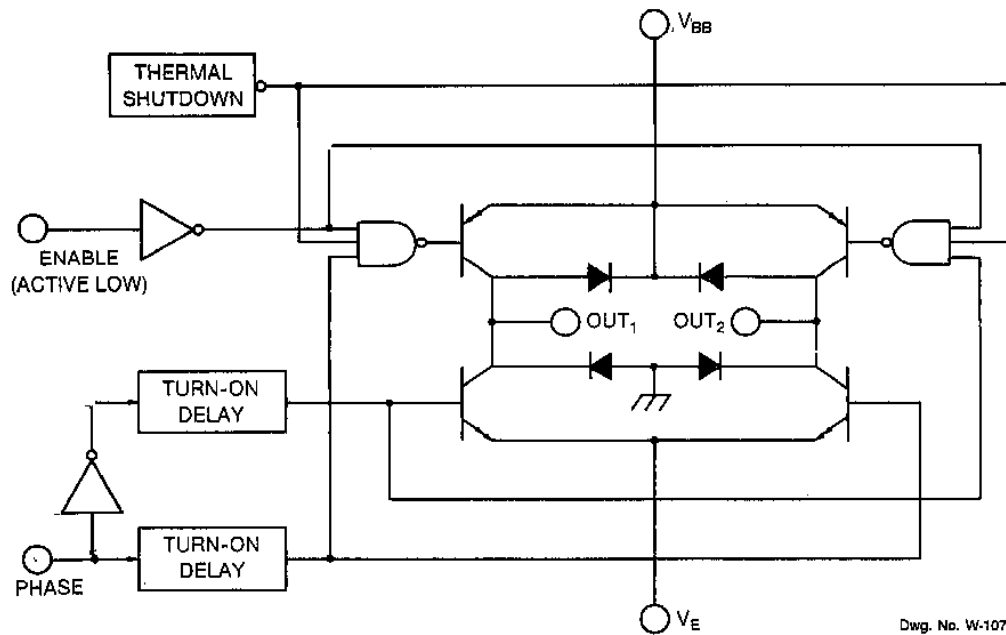 V_BB
THERMAL
SHUTDOWN
ENABLE
(ACTIVE LOW)
OUT_1
OUT_2
TURN-ON
DELAY
TURN-ON
DELAY
PHASE
V_E
Dwg. No. W-107